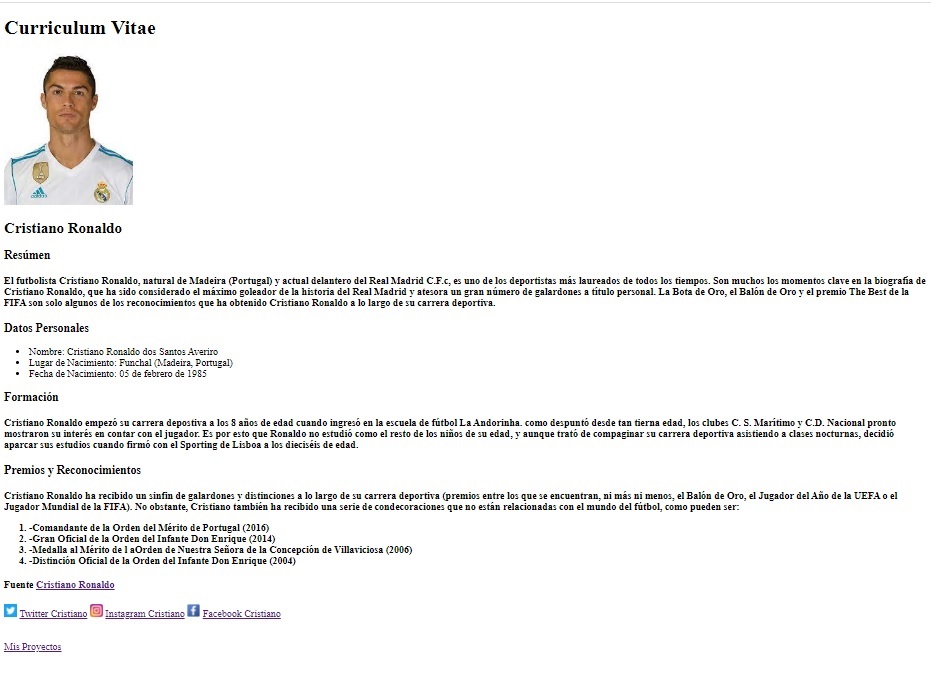 Curriculum Vitae
adidas
Cristiano Ronaldo
Resúmen
El futbolista Cristiano Ronaldo, natural de Madeira (Portugal) y actual delantero del Real Madrid C.F.c, es uno de los deportistas más laureados de todos los tiempos. Son muchos los momentos clave en la biografía de
Cristiano Ronaldo, que ha sido considerado el máximo goleador de la historia del Real Madrid y atesora un gran número de galardones a título personal. La Bota de Oro, el Balón de Oro y el premio The Best de la
FIFA son solo algunos de los reconocimientos que ha obtenido Cristiano Ronaldo a lo largo de su carrera deportiva.
Datos Personales
• Nombre: Cristiano Ronaldo dos Santos Averiro
• Lugar de Nacimiento: Funchal (Madeira, Portugal)
• Fecha de Nacimiento: 05 de febrero de 1985
Formación
Cristiano Ronaldo empezó su carrera depostiva a los 8 años de edad cuando ingresó en la escuela de fútbol La Andorinha. como despuntó desde tan tierna edad, los clubes C. S. Marítimo y C.D. Nacional pronto
mostraron su interés en contar con el jugador. Es por esto que Ronaldo no estudió como el resto de los niños de su edad, y aunque trató de compaginar su carrera deportiva asistiendo a clases nocturnas, decidió
aparcar sus estudios cuando firmó con el Sporting de Lisboa a los dieciséis de edad.
Premios y Reconocimientos
Cristiano Ronaldo ha recibido un sinfin de galardones y distinciones a lo largo de su carrera deportiva (premios entre los que se encuentran, ni más ni menos, el Balón de Oro, el Jugador del Año de la UEFA o el
Jugador Mundial de la FIFA). No obstante, Cristiano también ha recibido una serie de condecoraciones que no están relacionadas con el mundo del fútbol, como pueden ser:
1. -Comandante de la Orden del Mérito de Portugal (2016)
2. -Gran Oficial de la Orden del Infante Don Enrique (2014)
3. -Medalla al Mérito de l aOrden de Nuestra Señora de la Concepción de Villaviciosa (2006)
4. -Distinción Oficial de la Orden del Infante Don Enrique (2004)
Fuente Cristiano Ronaldo
Twitter Cristiano Instagram Cristiano Facebook Cristiano
Mis Proyectos